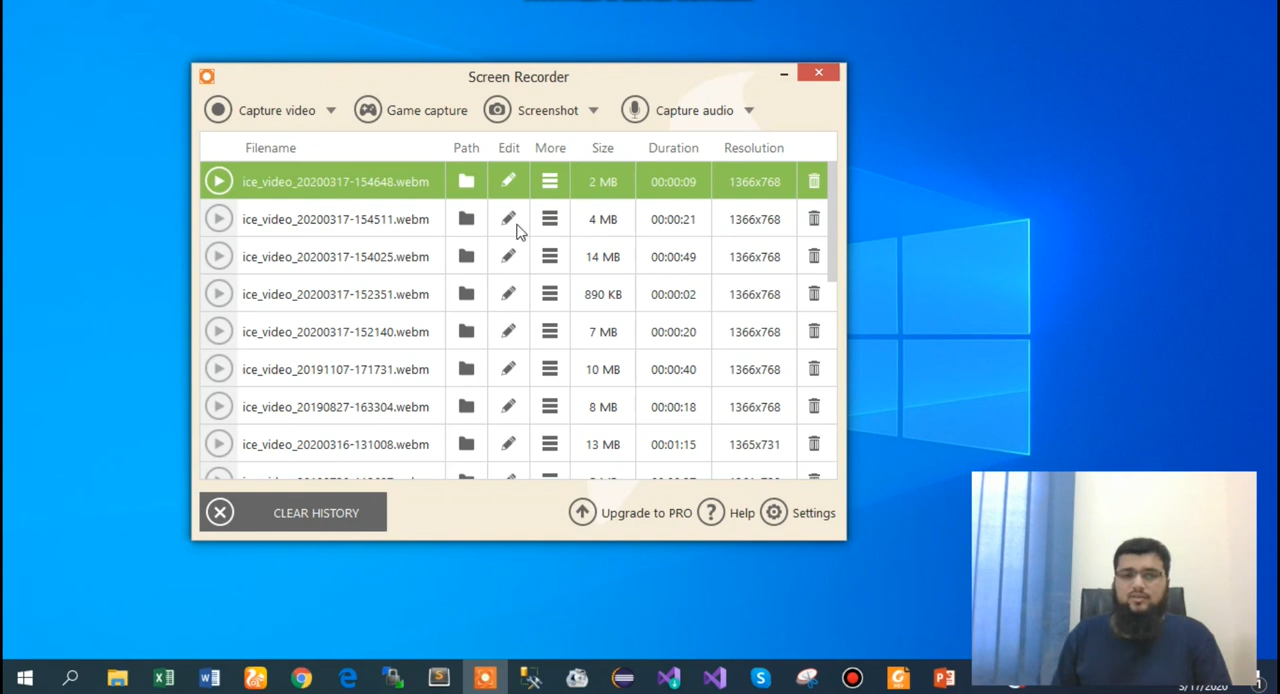 Screen Recorder
Capture video Game capture Screenshot Capture audio
Filename Path Edit More Size Duration Resolution
ice_video_20200317-154648.webm 2 MB 00:00:09 1366x768
ice_video_20200317-154511.webm 4 MB 00:00:21 1366x768
ice_video_20200317-154025.webm 14 MB 00:00:49 1366x768
ice_video_20200317-152351.webm 890 KB 00:00:02 1366x768
ice_video_20200317-152140.webm 7 MB 00:00:20 1366x768
ice_video_20191107-171731.webm 10 MB 00:00:40 1366x768
ice_video_20190827-163304.webm 8 MB 00:00:18 1366x768
ice_video_20200316-131008.webm 13 MB 00:01:15 1365x731
CLEAR HISTORY Upgrade to PRO ? Help Settings